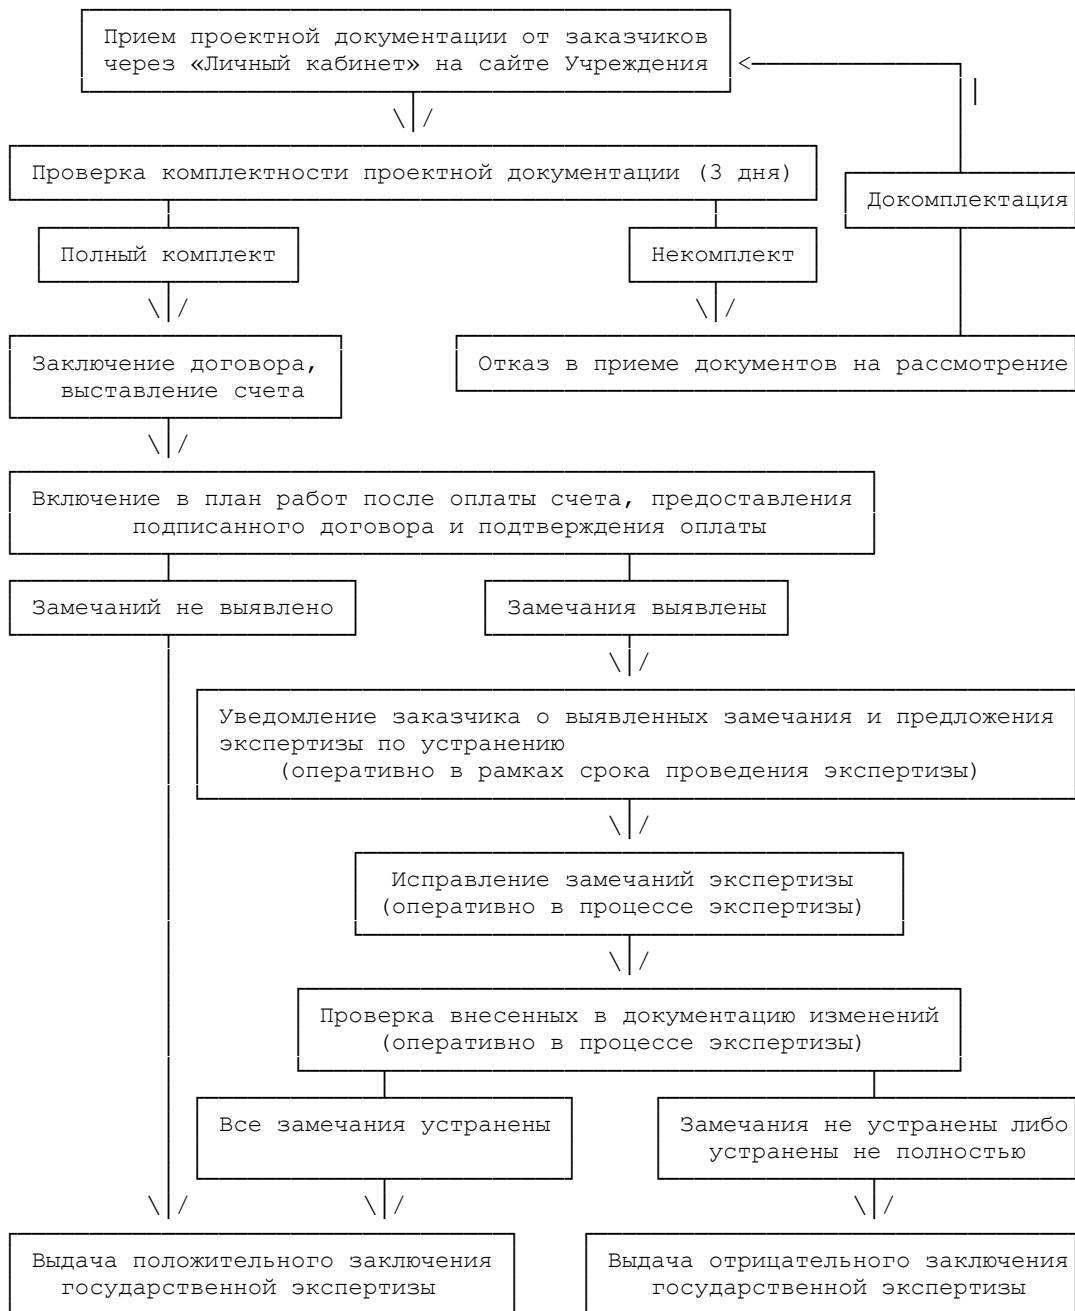 Прием проектной документации от заказчиков
через «Личный кабинет» на сайте Учреждения
Проверка комплектности проектной документации (3 дня)
Докомплектация
Полный комплект
Некомплект
Заключение договора,
выставление счета
Отказ в приеме документов на рассмотрение
Включение в план работ после оплаты счета, предоставления
подписанного договора и подтверждения оплаты
Замечаний не выявлено
Замечания выявлены
Уведомление заказчика о выявленных замечания и предложения
экспертизы по устранению
(оперативно в рамках срока проведения экспертизы)
Исправление замечаний экспертизы
(оперативно в процессе экспертизы)
Проверка внесенных в документацию изменений
(оперативно в процессе экспертизы)
Все замечания устранены
Замечания не устранены либо
устранены не полностью
Выдача положительного заключения
государственной экспертизы
Выдача отрицательного заключения
государственной экспертизы